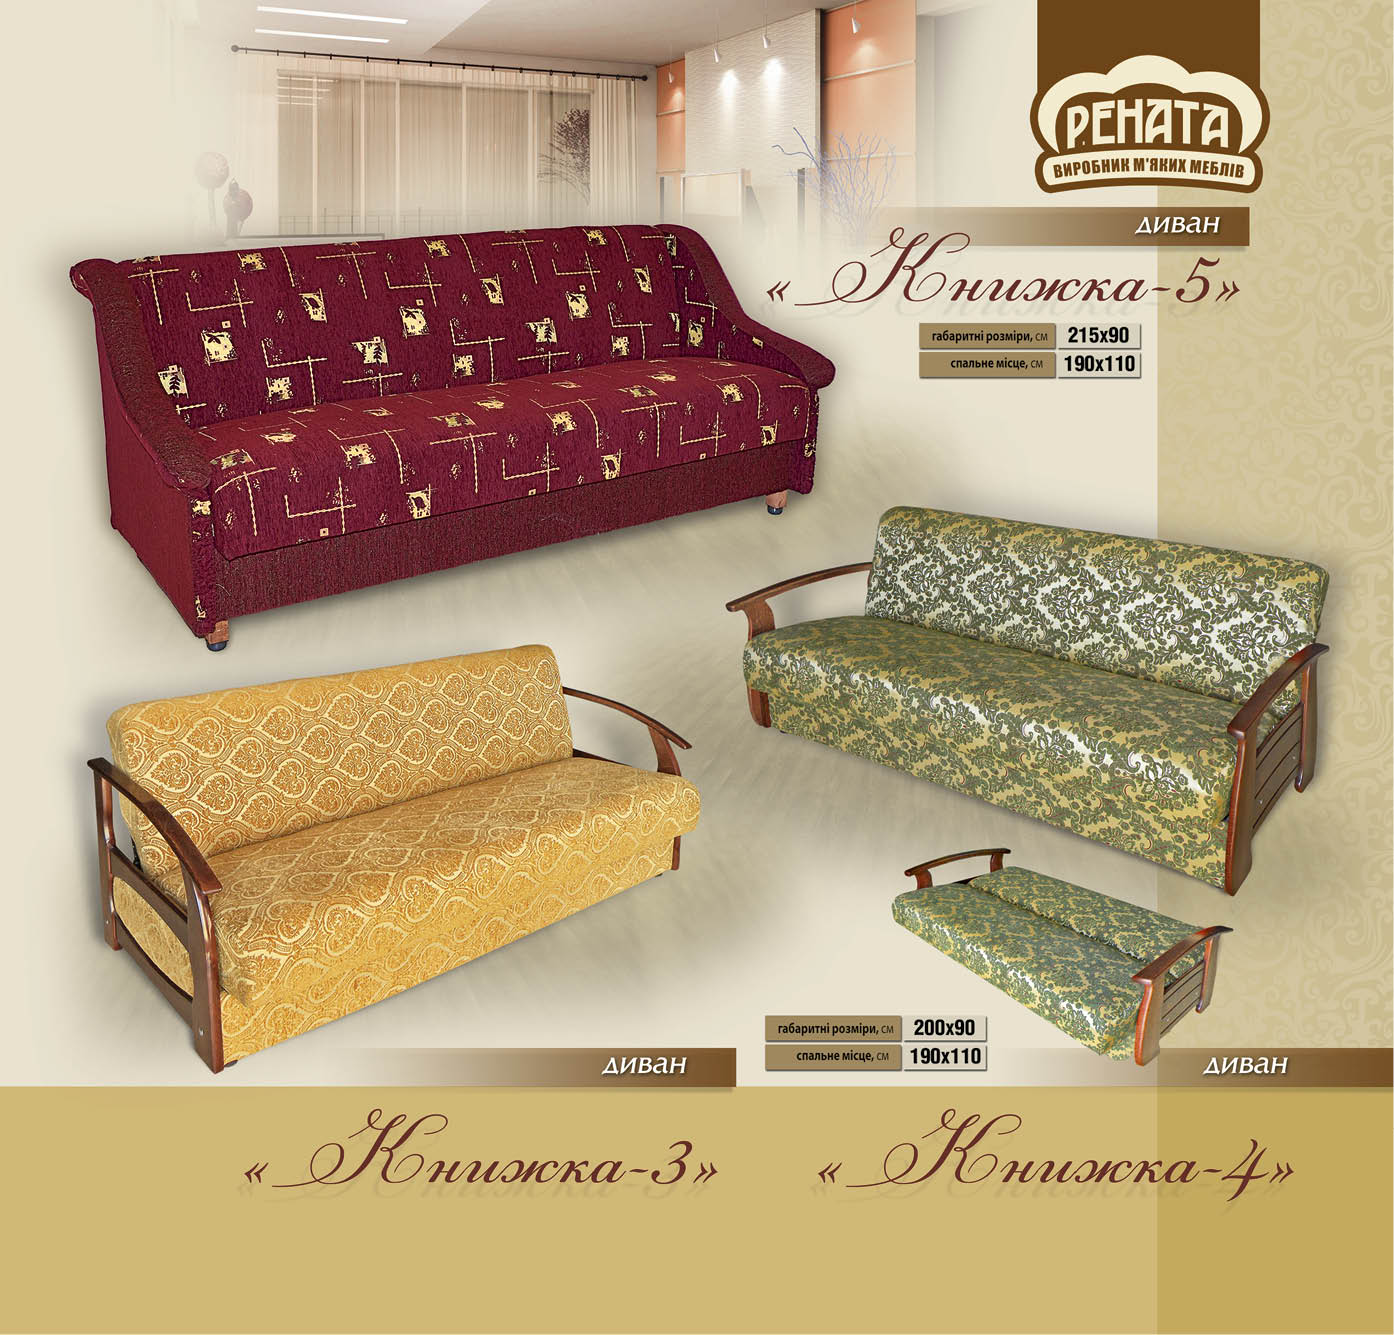 РЕНАТА
ВИРОБНИК М'ЯКИХ МЕБЛІВ
диван
«Книжка-5»
габаритні розміри, см 215x90
спальне місце, см 190x110
габаритні розміри, см 200x90
спальне місце, см 190x110
диван
«Книжка-3»
диван
«Книжка-4»